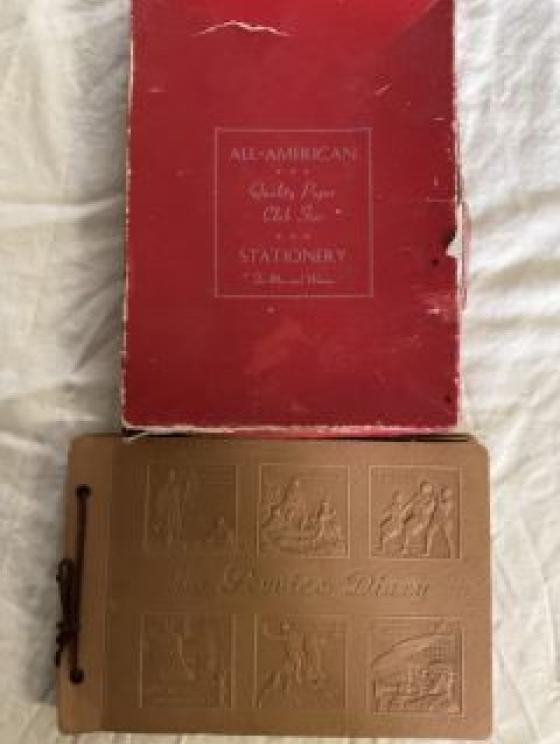 ALL-AMERICAN
Quality Paper
Club Size
STATIONERY
Service Diary